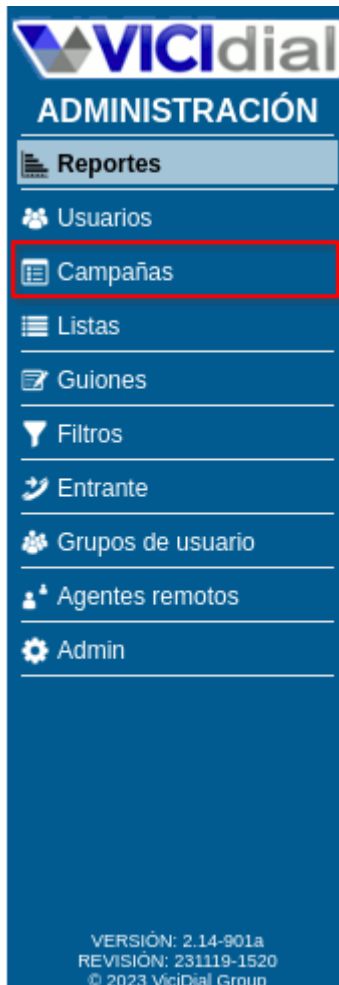 VICIdial
ADMINISTRACIÓN
Reportes
Usuarios
Campañas
Listas
Guiones
Filtros
Entrante
Grupos de usuario
Agentes remotos
Admin
VERSIÓN: 2.14-901a
REVISIÓN: 231119-1520
© 2023 ViciDial Group